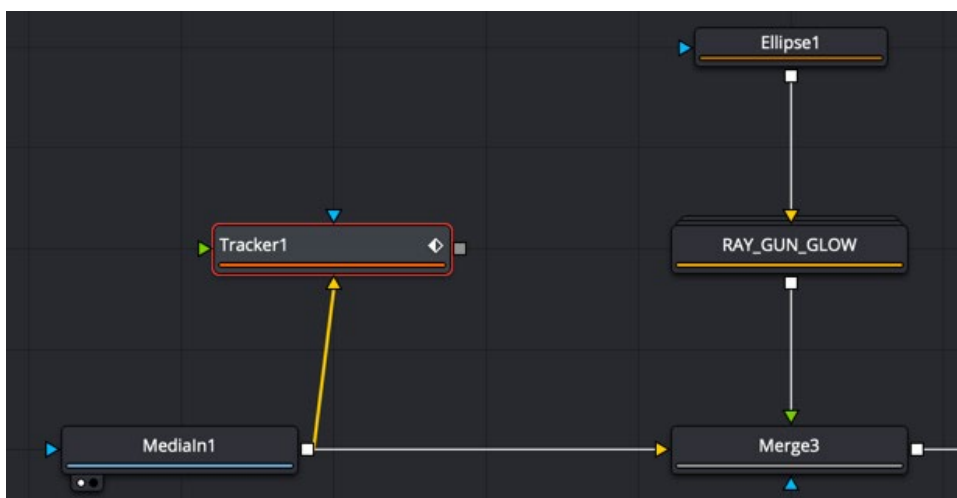 Ellipse1
Tracker1
RAY_GUN_GLOW
MediaIn1
Merge3